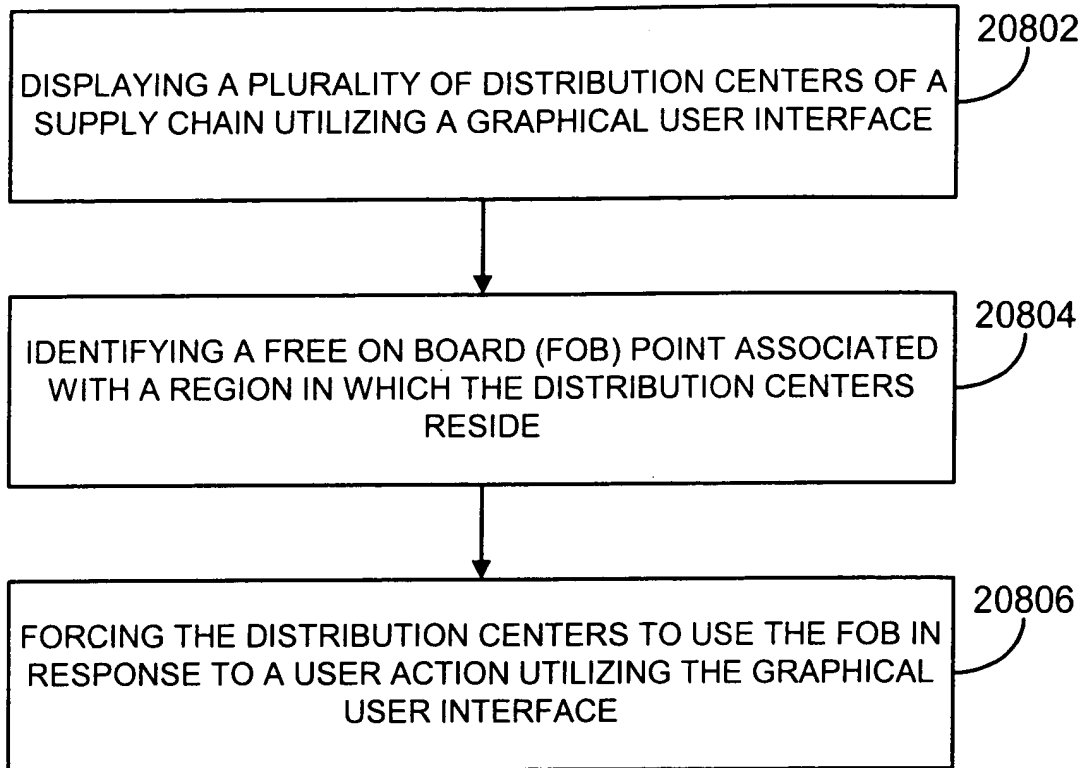 20802
DISPLAYING A PLURALITY OF DISTRIBUTION CENTERS OF A
SUPPLY CHAIN UTILIZING A GRAPHICAL USER INTERFACE
20804
IDENTIFYING A FREE ON BOARD (FOB) POINT ASSOCIATED
WITH A REGION IN WHICH THE DISTRIBUTION CENTERS
RESIDE
20806
FORCING THE DISTRIBUTION CENTERS TO USE THE FOB IN
RESPONSE TO A USER ACTION UTILIZING THE GRAPHICAL
USER INTERFACE